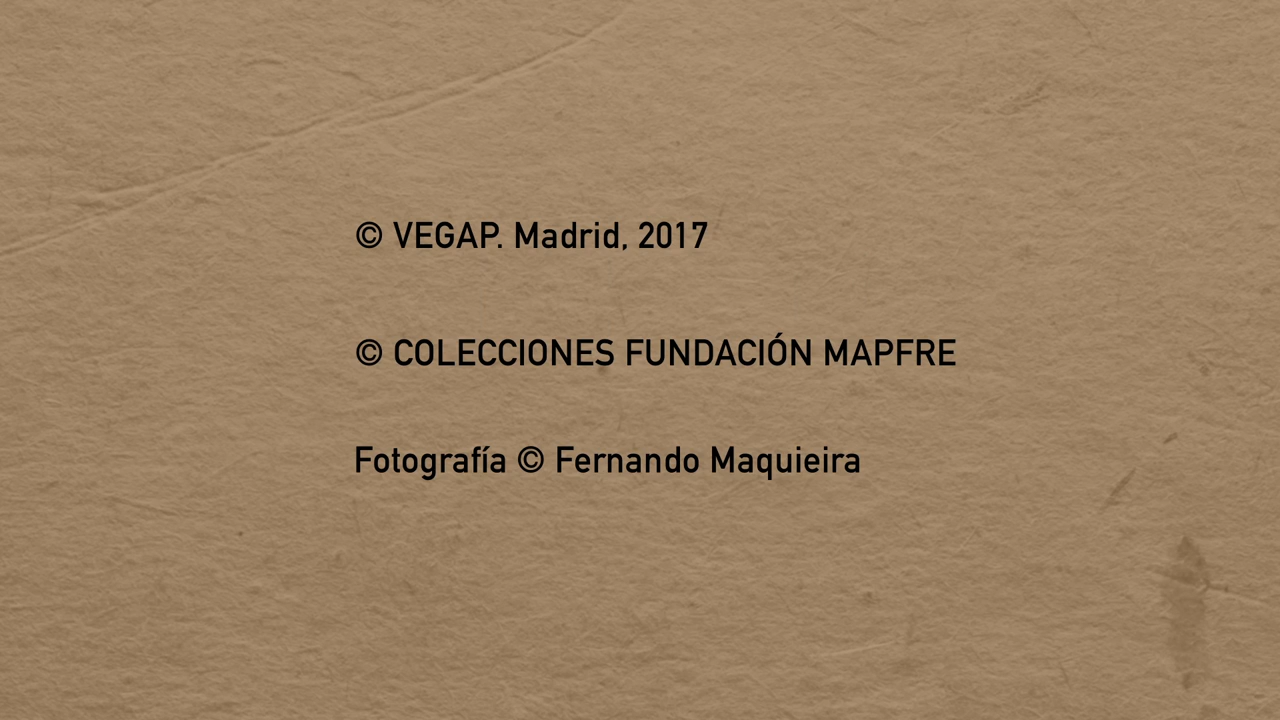 © VEGAP. Madrid, 2017
© COLECCIONES FUNDACIÓN MAPFRE
Fotografía © Fernando Maquieira